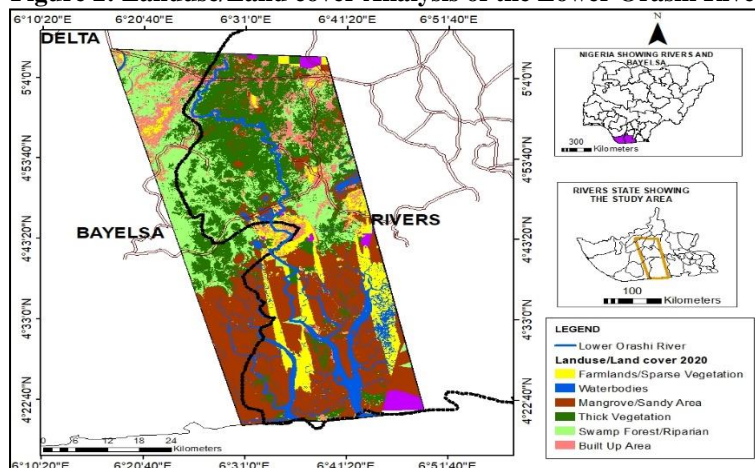 Figure 2: Landuse/Land cover Analysis of the Lower Orashi Rive
6°10'20"E 6°20'40"E 6°31'0"E 6°41'20"E 6°51'40"E
DELTA
N
NIGERIA SHOWING RIVERS AND
BAYELSA
300
Kilometers
5°4'0"N
5°4'0"N
4°53'40"N
4°53'40"N
RIVERS STATE SHOWING
THE STUDY AREA
100
Kilometers
BAYELSA
RIVERS
4°43'20"N
4°43'20"N
4°33'0"N
4°33'0"N
4°22'40"N
4°22'40"N
LEGEND
Lower Orashi River
Landuse/Land cover 2020
Farmlands/Sparse Vegetation
Waterbodies
Mangrove/Sandy Area
Thick Vegetation
Swamp Forest/Riparian
Built Up Area
0 6 12 18 24
Kilometers
6°10'20"E 6°20'40"E 6°31'0"E 6°41'20"E 6°51'40"E